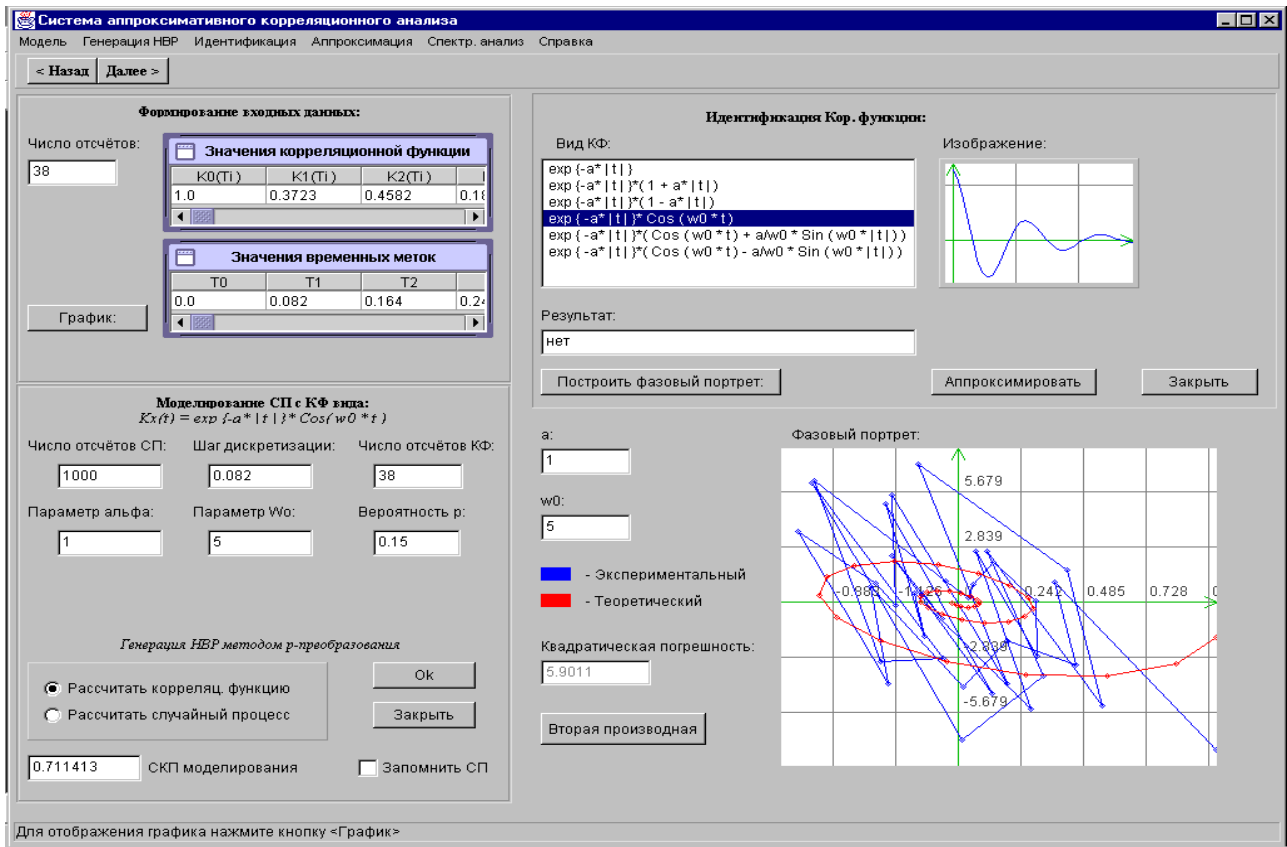 Система аппроксимативного корреляционного анализа
Модель Генерация НВР Идентификация Аппроксимация Спектр. анализ Справка
< Назад Далее >
Формирование входных данных:
Число отсчётов:
38
Значения корреляционной функции
K0(Ti) K1(Ti) K2(Ti)
1.0 0.3723 0.4582 0.18
Значения временных меток
T0 T1 T2
0.0 0.082 0.164 0.24
График:
Моделирование СП с КФ вида:
Kx(t) = exp {-a* | t | }* Cos( w0 * t )
Число отсчётов СП: Шаг дискретизации: Число отсчётов КФ:
1000 0.082 38
Параметр альфа: Параметр Wo: Вероятность p:
1 5 0.15
Генерация НВР методом p-преобразования
Рассчитать корреляц. функцию
Рассчитать случайный процесс
Ok
Закрыть
0.711413 СКП моделирования
Запомнить СП
Идентификация Кор. функции:
Вид КФ:
exp {-a* | t | }
exp {-a* | t | }*(1 + a* | t |)
exp {-a* | t | }*(1 - a* | t |)
exp { -a* | t | }* Cos ( w0 * t)
exp { -a* | t | }*( Cos ( w0 * t ) + a/w0 * Sin ( w0 * | t | ) )
exp { -a* | t | }*( Cos ( w0 * t ) - a/w0 * Sin ( w0 * | t | ) )
Изображение:
Результат:
нет
Построить фазовый портрет:
Аппроксимировать
Закрыть
a:
1
w0:
5
- Экспериментальный
- Теоретический
Квадратическая погрешность:
5.9011
Вторая производная
Фазовый портрет:
5.679
2.839
0.242 0.485 0.728
-2.839
-5.679
Для отображения графика нажмите кнопку <График>